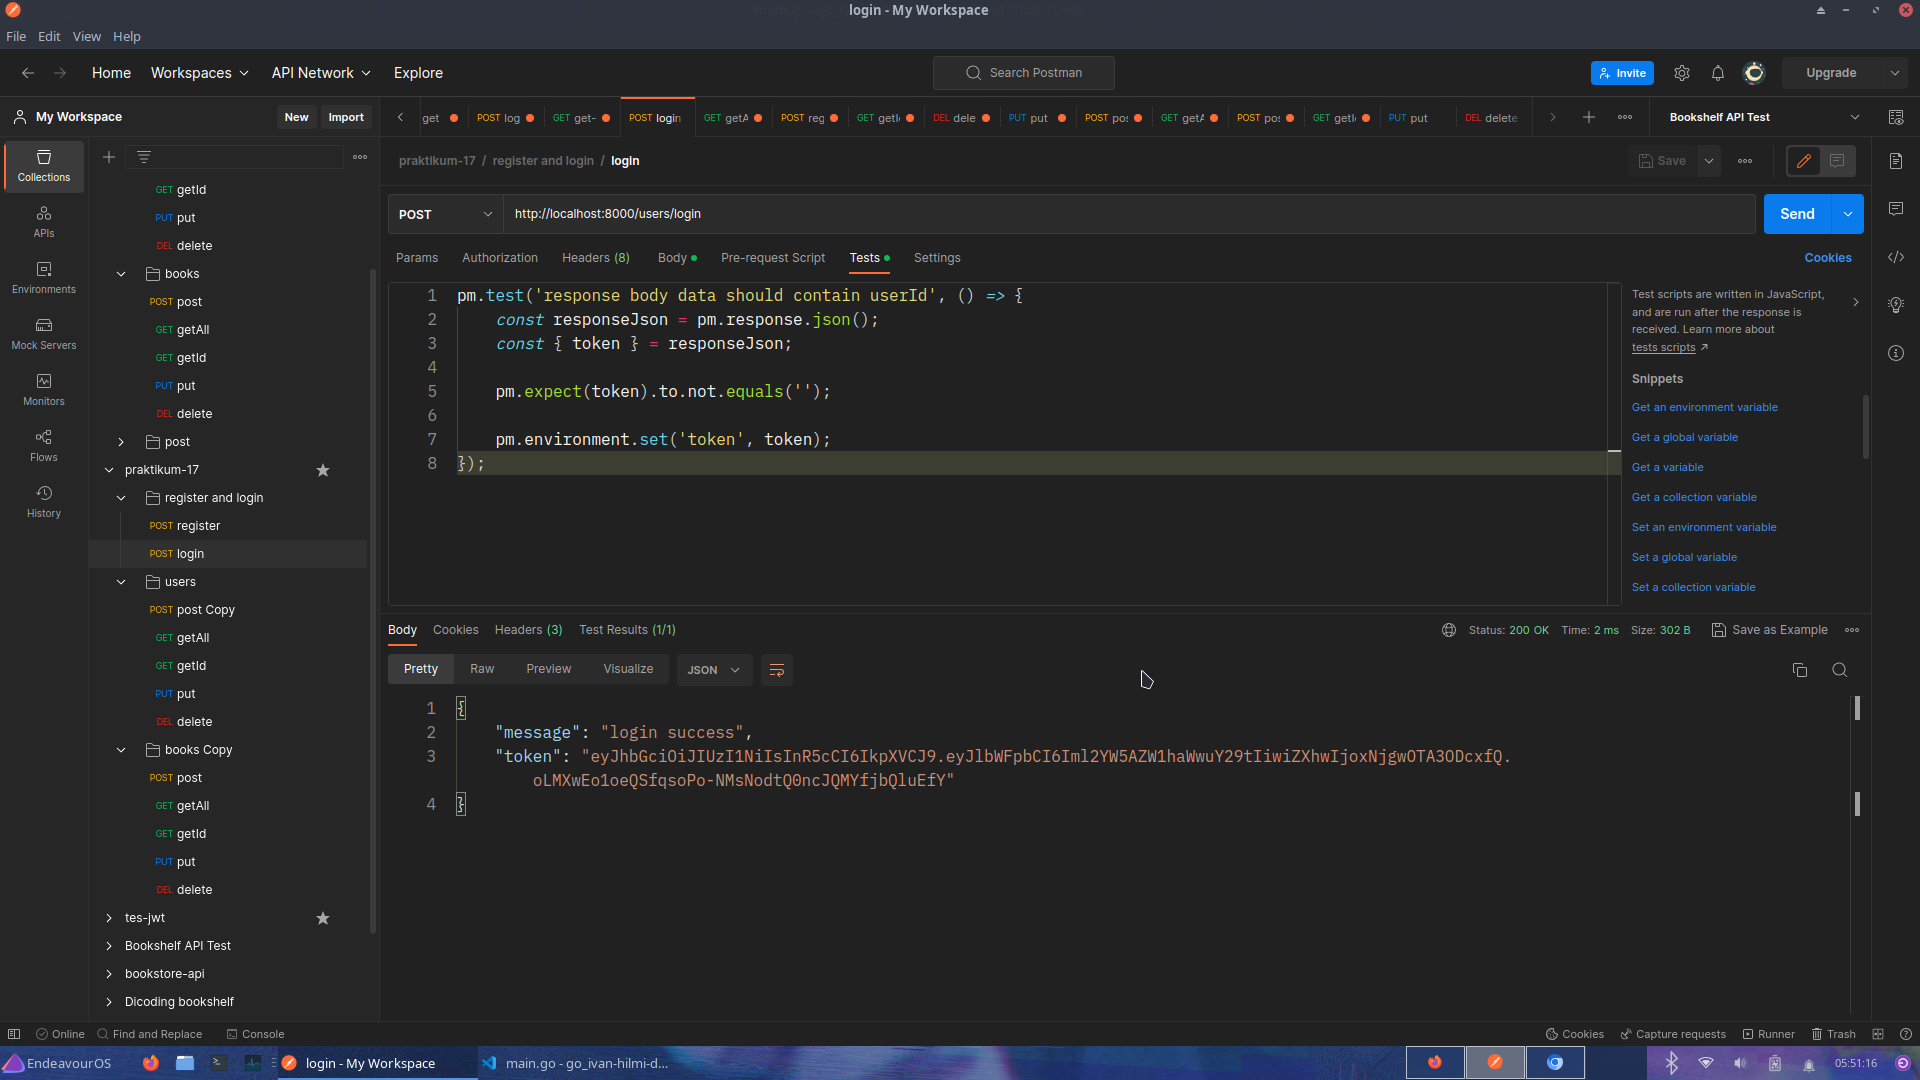 login - My Workspace
File Edit View Help
Home Workspaces API Network Explore
Search Postman
Invite
Upgrade
My Workspace
New Import
get
POST log
GET get-
POST login
GET getA
POST reg
GET getI
DEL dele
PUT put
POST pos
GET getA
POST pos
GET getI
PUT put
DEL delete
Bookshelf API Test
Collections
APIs
Environments
Mock Servers
Monitors
Flows
History
GET getId
PUT put
DEL delete
books
POST post
GET getAll
GET getId
PUT put
DEL delete
post
praktikum-17
register and login
POST register
POST login
users
POST post Copy
GET getAll
GET getId
PUT put
DEL delete
books Copy
POST post
GET getAll
GET getId
PUT put
DEL delete
tes-jwt
Bookshelf API Test
bookstore-api
Dicoding bookshelf
praktikum-17 / register and login / login
Save
POST
http://localhost:8000/users/login
Send
Params Authorization Headers (8) Body Pre-request Script Tests Settings
Cookies
1 pm.test('response body data should contain userId', () => {
2 const responseJson = pm.response.json();
3 const { token } = responseJson;
4
5 pm.expect(token).to.not.equals('');
6
7 pm.environment.set('token', token);
8 });
Test scripts are written in JavaScript,
and are run after the response is
received. Learn more about
tests scripts ↗
Snippets
Get an environment variable
Get a global variable
Get a variable
Get a collection variable
Set an environment variable
Set a global variable
Set a collection variable
Body Cookies Headers (3) Test Results (1/1)
Status: 200 OK Time: 2 ms Size: 302 B
Save as Example
Pretty Raw Preview Visualize JSON
1 {
2 "message": "login success",
3 "token": "eyJhbGciOiJIUzI1NiIsInR5cCI6IkpXVCJ9.eyJlbWFpbCI6Iml2YW5AZW1haWwuY29tIiwiZXhwIjoxNjgwOTA3ODcxfQ.
oLMXwEo1oeQSfqsoPo-NMsNodtQ0ncJQMYfjbQluEfY"
4 }
Online
Find and Replace
Console
Cookies
Capture requests
Runner
Trash
EndeavourOS
login - My Workspace
main.go - go_ivan-hilmi-d...
05:51:16